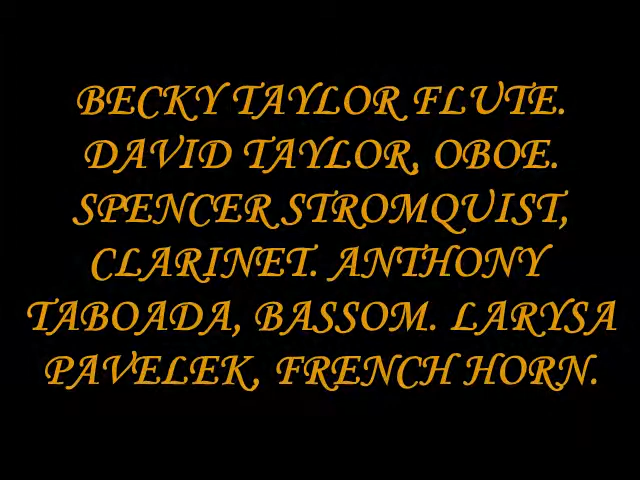 BECKY TAYLOR FLUTE.
DAVID TAYLOR, OBOE.
SPENCER STROMQUIST,
CLARINET. ANTHONY
TABOADA, BASSOM. LARYSA
PAVELEK, FRENCH HORN.